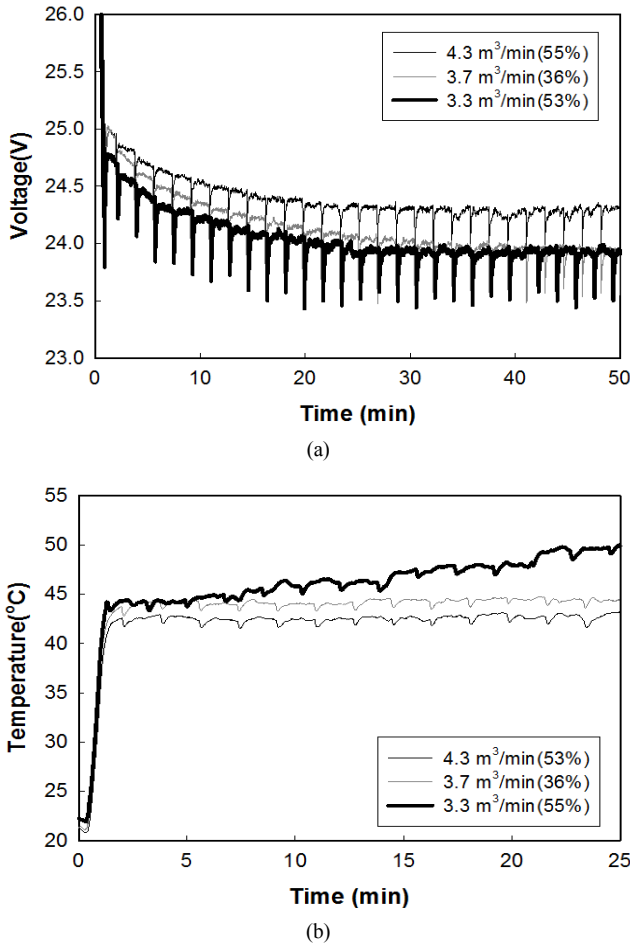 26.0
25.5
25.0
24.5
24.0
23.5
23.0
Voltage(V)
4.3 m³/min(55%)
3.7 m³/min(36%)
3.3 m³/min(53%)
0 10 20 30 40 50
Time (min)
(a)
55
50
45
40
35
30
25
20
Temperature(°C)
4.3 m³/min(53%)
3.7 m³/min(36%)
3.3 m³/min(55%)
0 5 10 15 20 25
Time (min)
(b)